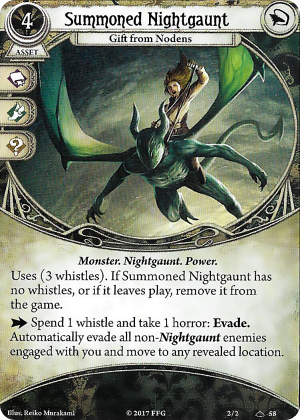 4
Summoned Nightgaunt
Gift from Nodens
ASSET
?
Monster. Nightgaunt. Power.
Uses (3 whistles). If Summoned Nightgaunt has
no whistles, or if it leaves play, remove it from
the game.
Spend 1 whistle and take 1 horror: Evade.
Automatically evade all non-Nightgaunt enemies
engaged with you and move to any revealed location.
Illus. Reiko Murakami
© 2017 FFG
2/2
58